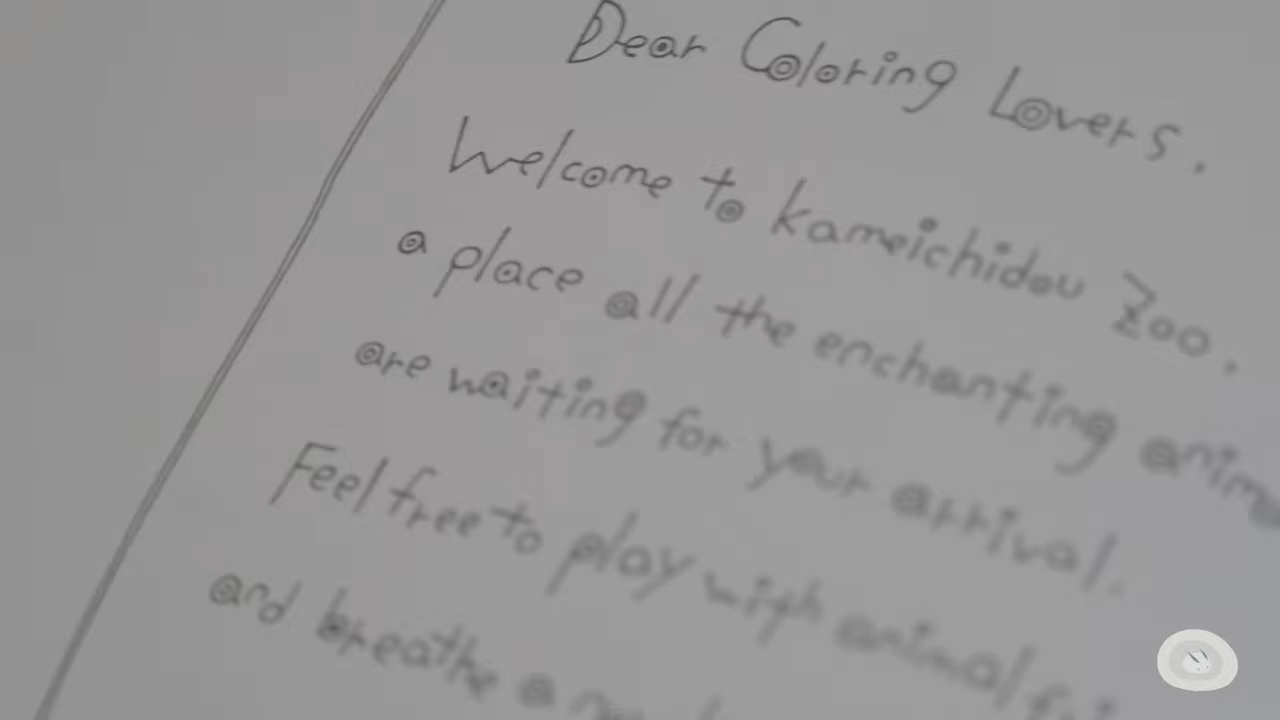 Dear Coloring Lovers.
Welcome to kameichidou Zoo.
a place all the enchanting
are waiting for your arrival.
Feel free to play with animal
and breathe a